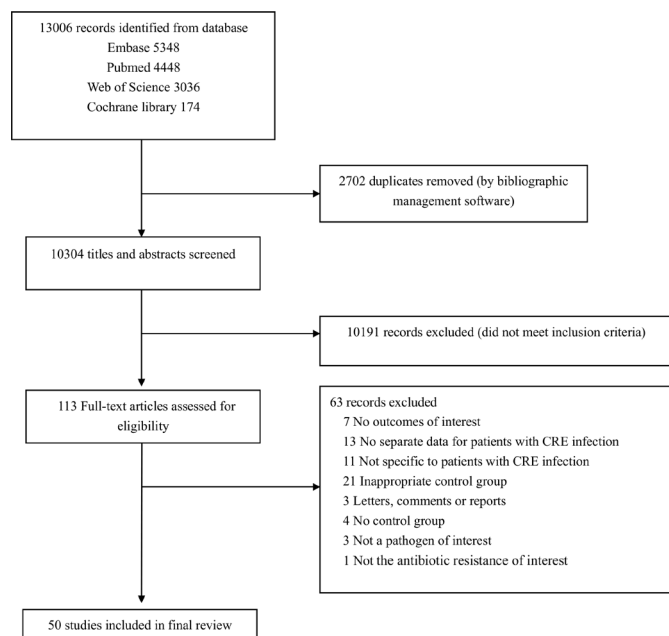 13006 records identified from database
Embase 5348
Pubmed 4448
Web of Science 3036
Cochrane library 174
2702 duplicates removed (by bibliographic
management software)
10304 titles and abstracts screened
10191 records excluded (did not meet inclusion criteria)
113 Full-text articles assessed for
eligibility
63 records excluded
7 No outcomes of interest
13 No separate data for patients with CRE infection
11 Not specific to patients with CRE infection
21 Inappropriate control group
3 Letters, comments or reports
4 No control group
3 Not a pathogen of interest
1 Not the antibiotic resistance of interest
50 studies included in final review